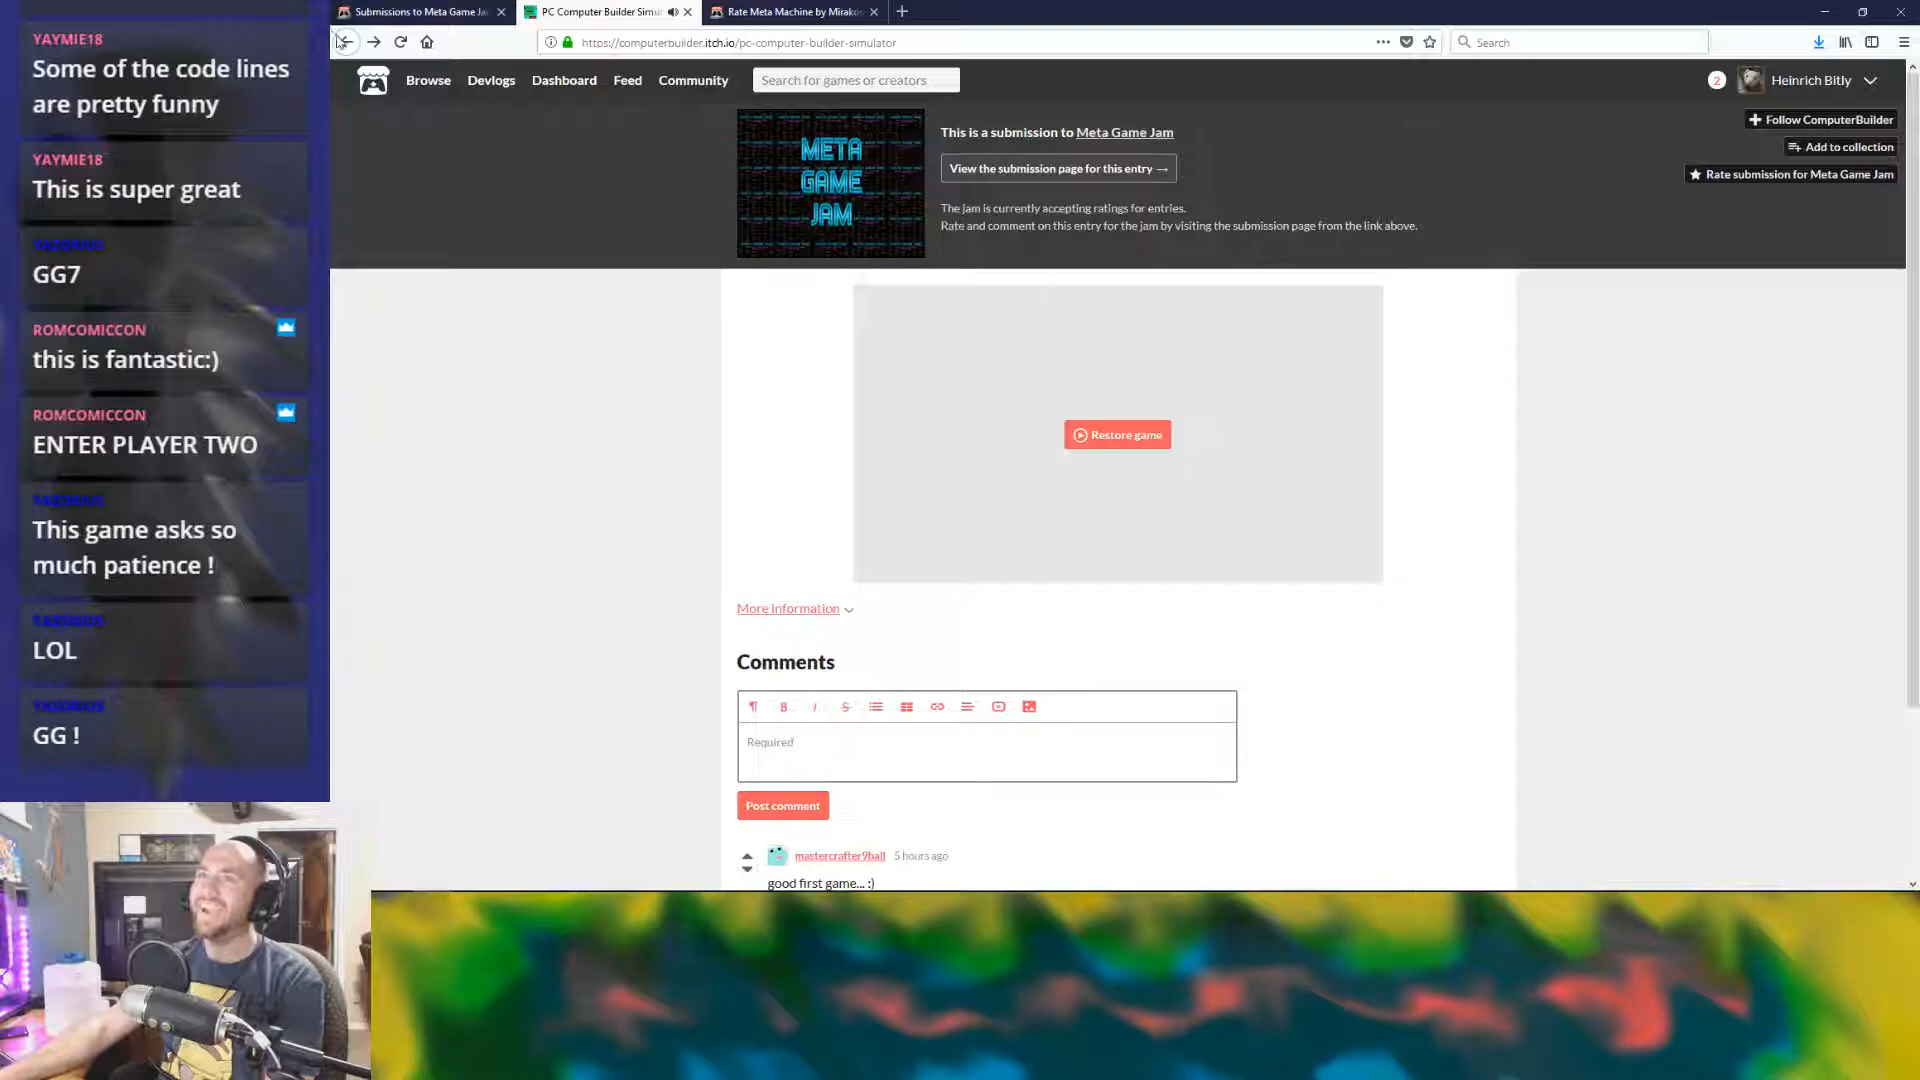 YAYMIE18
Some of the code lines
are pretty funny
YAYMIE18
This is super great
GG7
ROMCOMICCON
this is fantastic:)
ROMCOMICCON
ENTER PLAYER TWO
This game asks so
much patience !
LOL
GG !
Submissions to Meta Game Ja
PC Computer Builder Simu
Rate Meta Machine by Mirako
https://computerbuilder.itch.io/pc-computer-builder-simulator
Search
Browse
Devlogs
Dashboard
Feed
Community
Search for games or creators
2
Heinrich Bitly
META
GAME
JAM
This is a submission to Meta Game Jam
View the submission page for this entry →
The jam is currently accepting ratings for entries.
Rate and comment on this entry for the jam by visiting the submission page from the link above.
Follow ComputerBuilder
Add to collection
Rate submission for Meta Game Jam
Restore game
More information
Comments
Required
Post comment
mastercrafter9ball 5 hours ago
good first game... :)